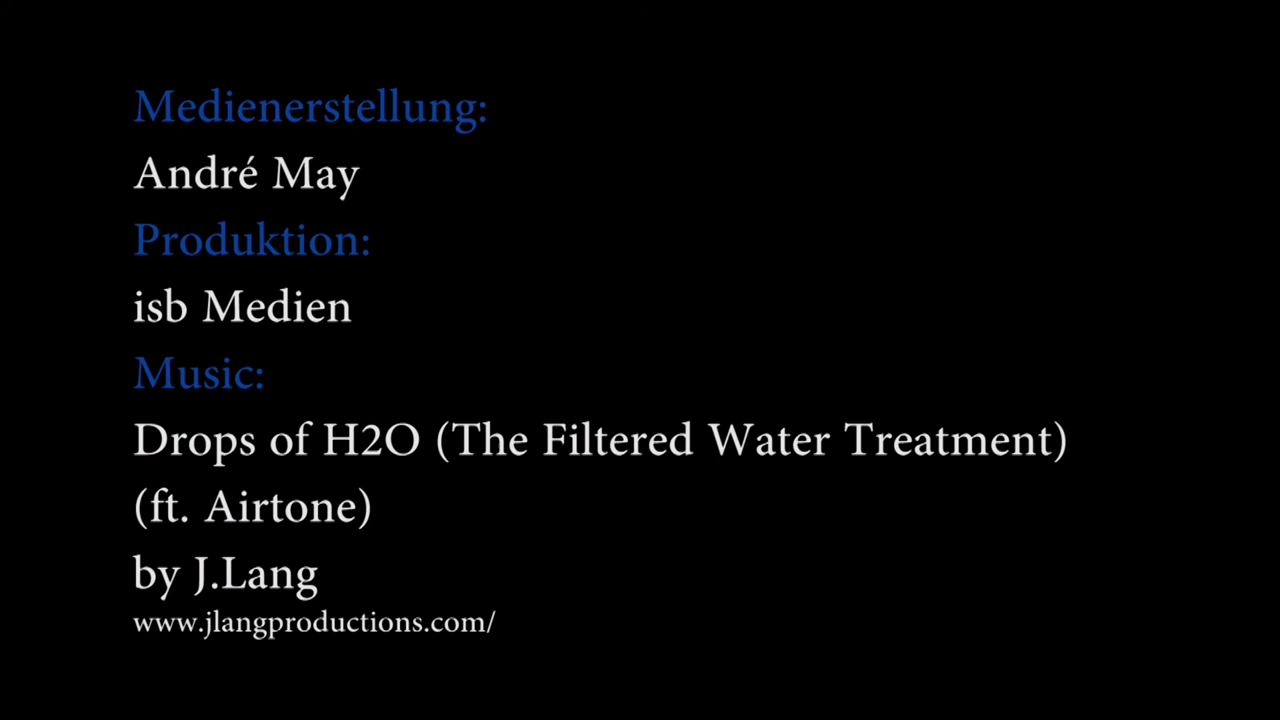 Medienerstellung:
André May
Produktion:
isb Medien
Music:
Drops of H2O (The Filtered Water Treatment)
(ft. Airtone)
by J.Lang
www.jlangproductions.com/